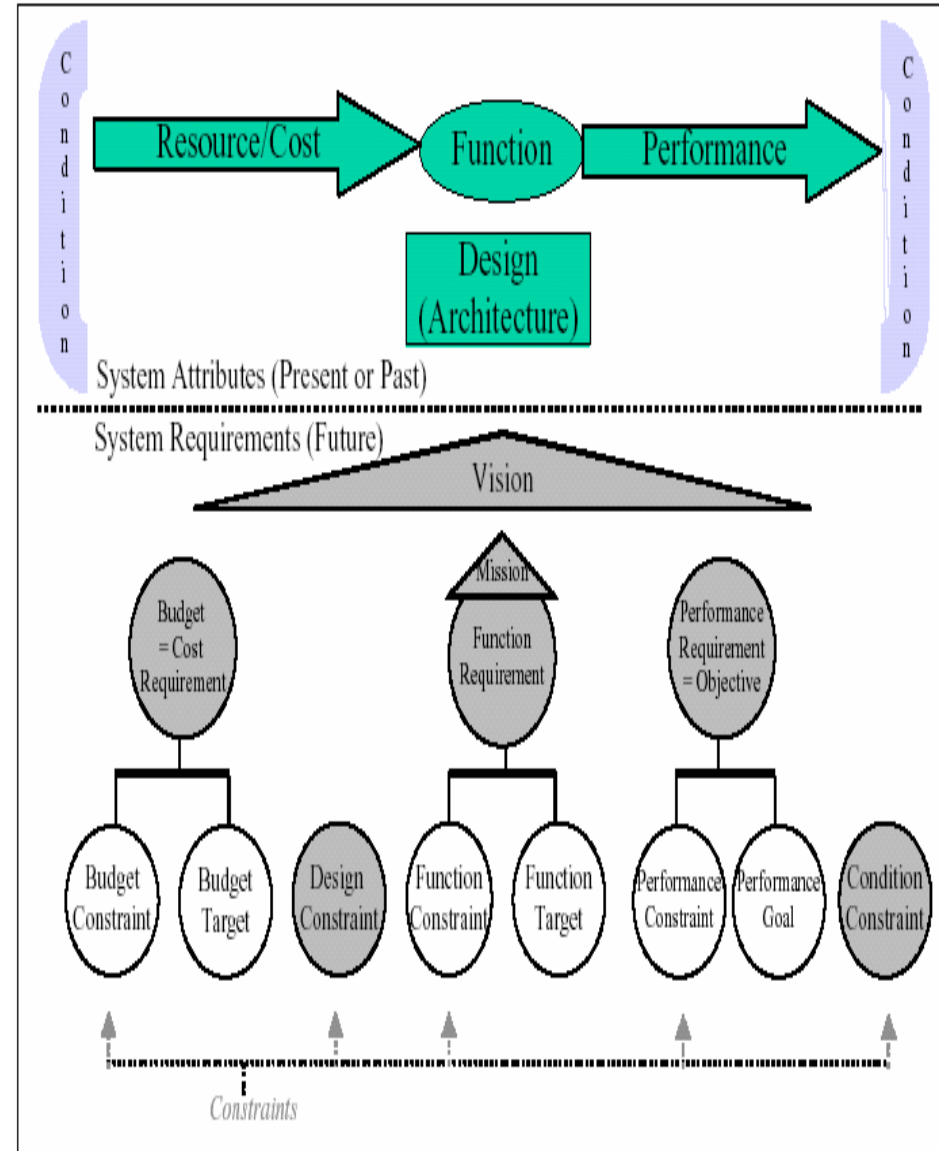 Condition
Condition
Resource/Cost
Function
Performance
Design
(Architecture)
System Attributes (Present or Past)
System Requirements (Future)
Vision
Mission
Budget
= Cost
Requirement
Function
Requirement
Performance
Requirement
= Objective
Budget
Constraint
Budget
Target
Design
Constraint
Function
Constraint
Function
Target
Performance
Constraint
Performance
Goal
Condition
Constraint
Constraints